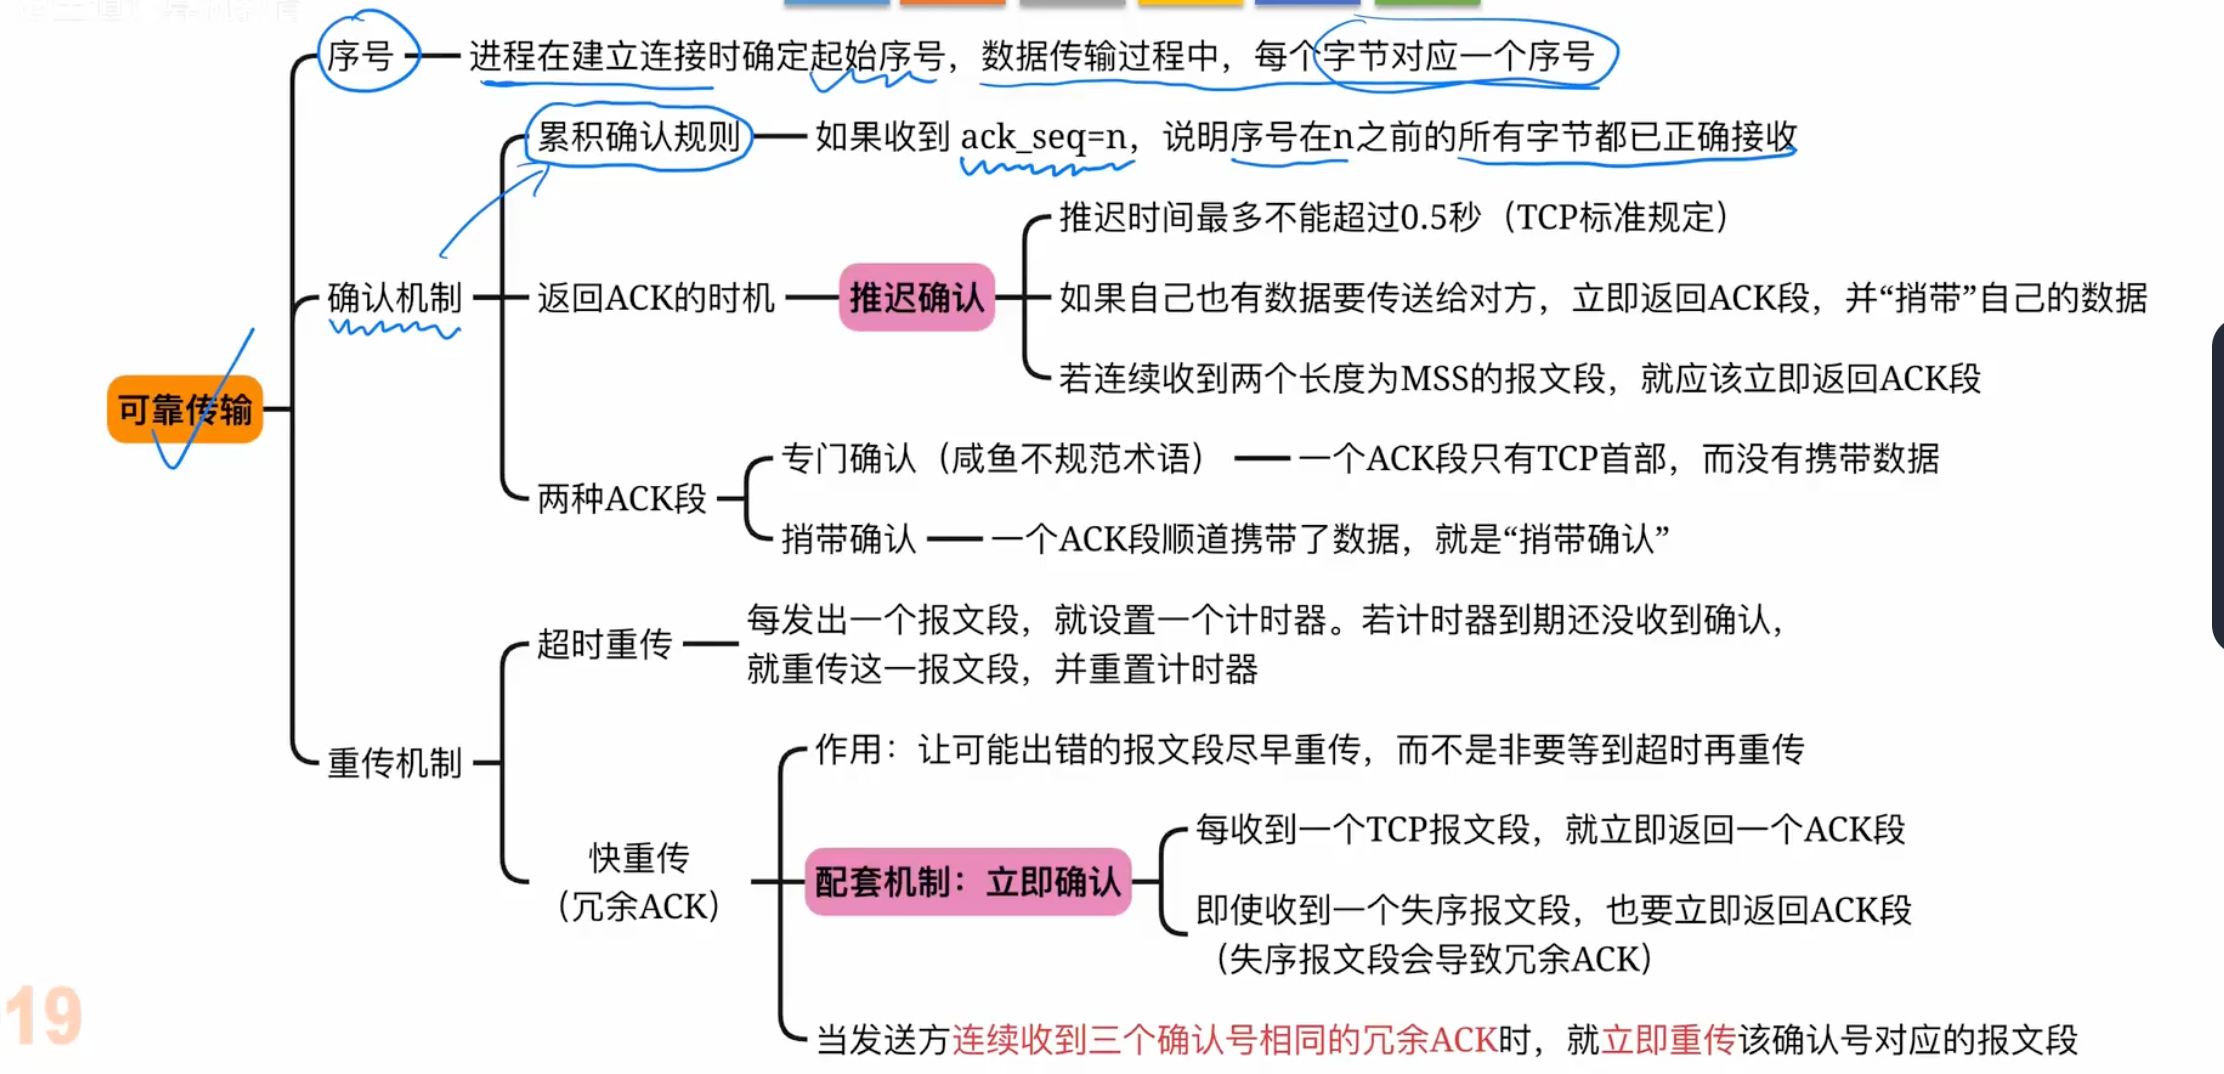 序号
进程在建立连接时确定起始序号，数据传输过程中，每个字节对应一个序号
累积确认规则
如果收到 ack_seq=n，说明序号在n之前的所有字节都已正确接收
推迟时间最多不能超过0.5秒（TCP标准规定）
确认机制
返回ACK的时机
推迟确认
如果自己也有数据要传送给对方，立即返回ACK段，并“捎带”自己的数据
若连续收到两个长度为MSS的报文段，就应该立即返回ACK段
可靠传输
专门确认（咸鱼不规范术语）
一个ACK段只有TCP首部，而没有携带数据
两种ACK段
捎带确认
一个ACK段顺道携带了数据，就是“捎带确认”
超时重传
每发出一个报文段，就设置一个计时器。若计时器到期还没收到确认，
就重传这一报文段，并重置计时器
重传机制
作用：让可能出错的报文段尽早重传，而不是非要等到超时再重传
快重传
（冗余ACK）
配套机制：立即确认
每收到一个TCP报文段，就立即返回一个ACK段
即使收到一个失序报文段，也要立即返回ACK段
（失序报文段会导致冗余ACK）
当发送方连续收到三个确认号相同的冗余ACK时，就立即重传该确认号对应的报文段
19